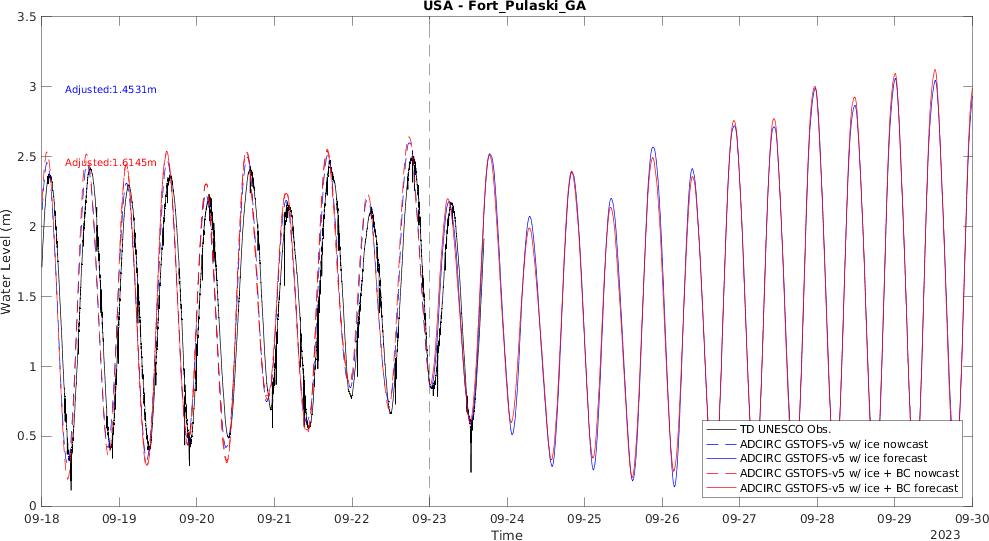 USA - Fort_Pulaski_GA
3.5
3
2.5
2
1.5
1
0.5
0
Water Level (m)
Adjusted:1.4531m
Adjusted:1.6145m
TD UNESCO Obs.
ADCIRC GSTOFS-v5 w/ ice nowcast
ADCIRC GSTOFS-v5 w/ ice forecast
ADCIRC GSTOFS-v5 w/ ice + BC nowcast
ADCIRC GSTOFS-v5 w/ ice + BC forecast
09-18 09-19 09-20 09-21 09-22 09-23 09-24 09-25 09-26 09-27 09-28 09-29 09-30
Time
2023